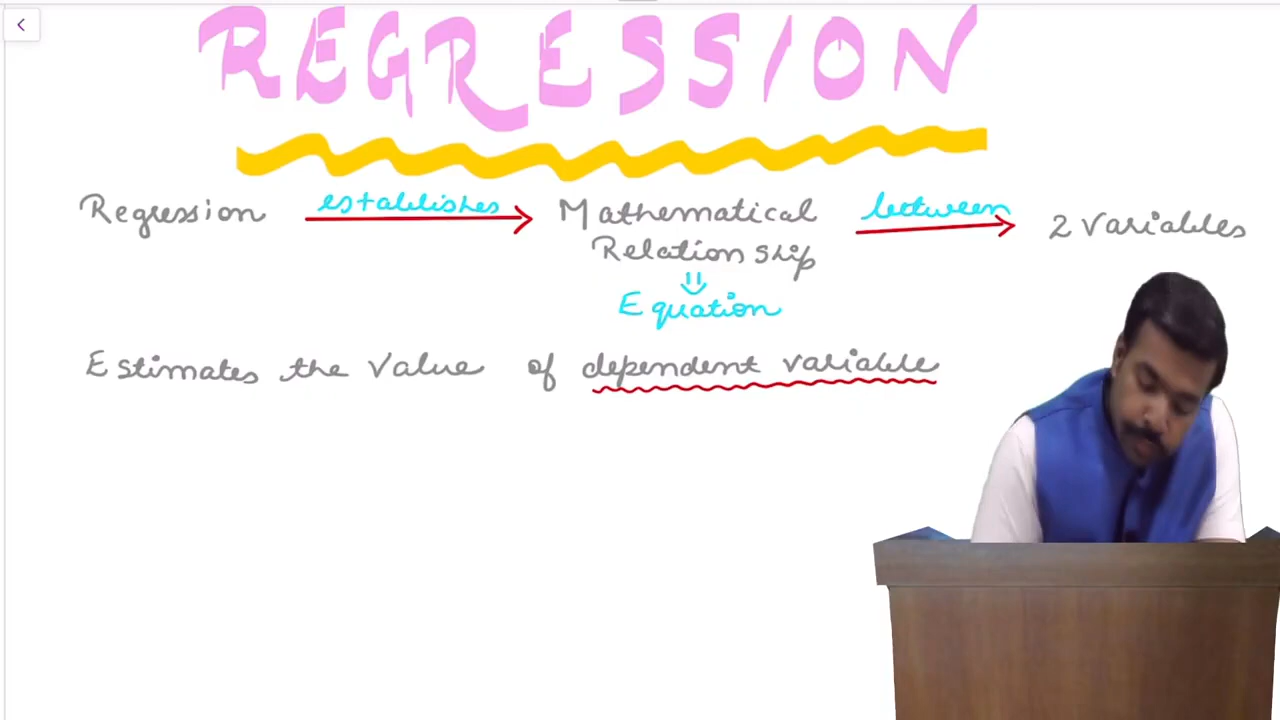 REGRESSION
Regression establishes Mathematical between 2 variables
Relationship
Equation
Estimates the value of dependent variable